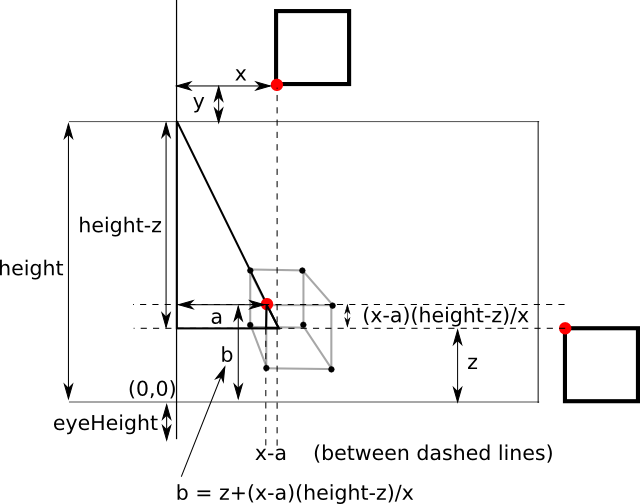 x
y
height-z
height
a
(x-a)(height-z)/x
b
z
(0,0)
eyeHeight
x-a (between dashed lines)
b = z+(x-a)(height-z)/x